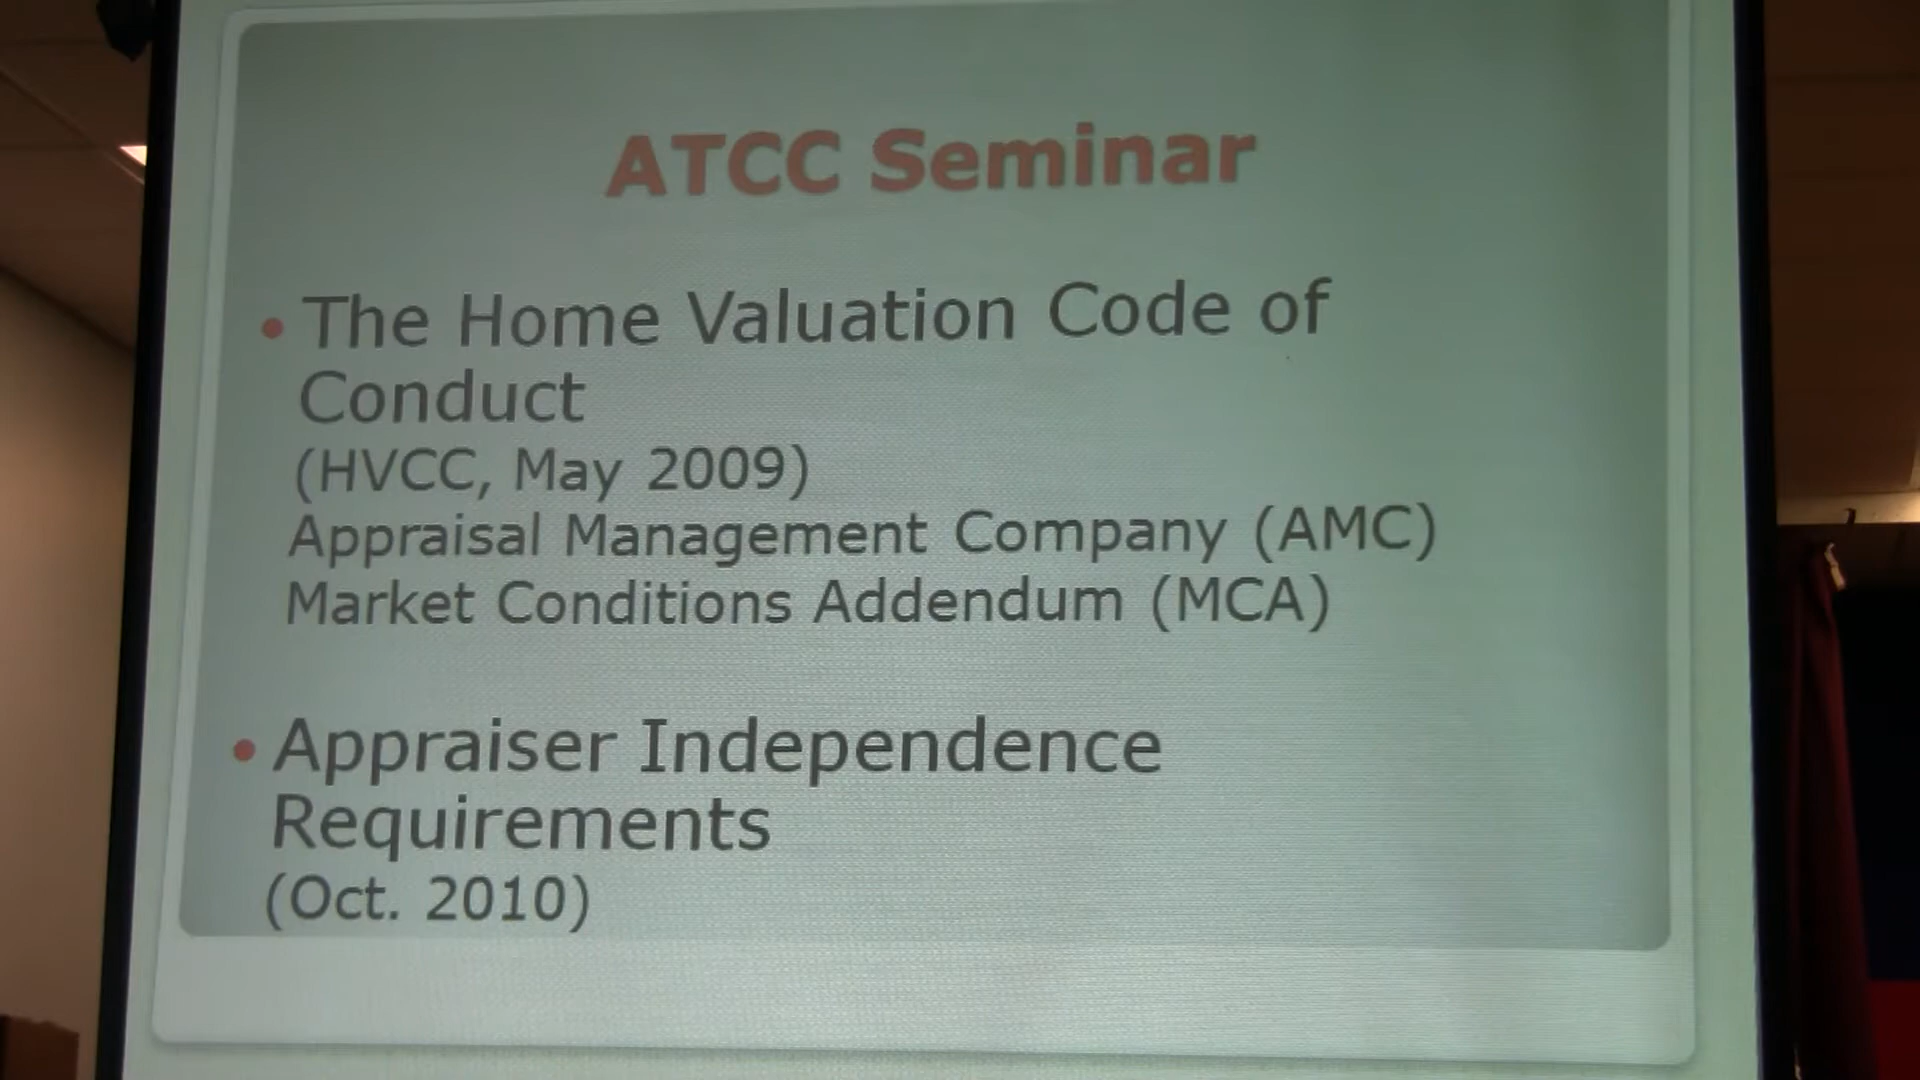 ATCC Seminar
• The Home Valuation Code of
Conduct
(HVCC, May 2009)
Appraisal Management Company (AMC)
Market Conditions Addendum (MCA)
• Appraiser Independence
Requirements
(Oct. 2010)